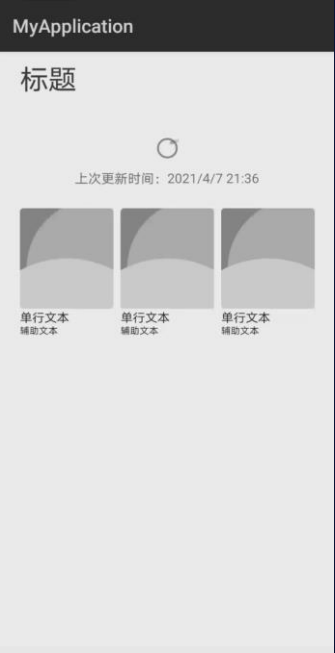 MyApplication
标题
上次更新时间：2021/4/7 21:36
单行文本 单行文本 单行文本
辅助文本 辅助文本 辅助文本